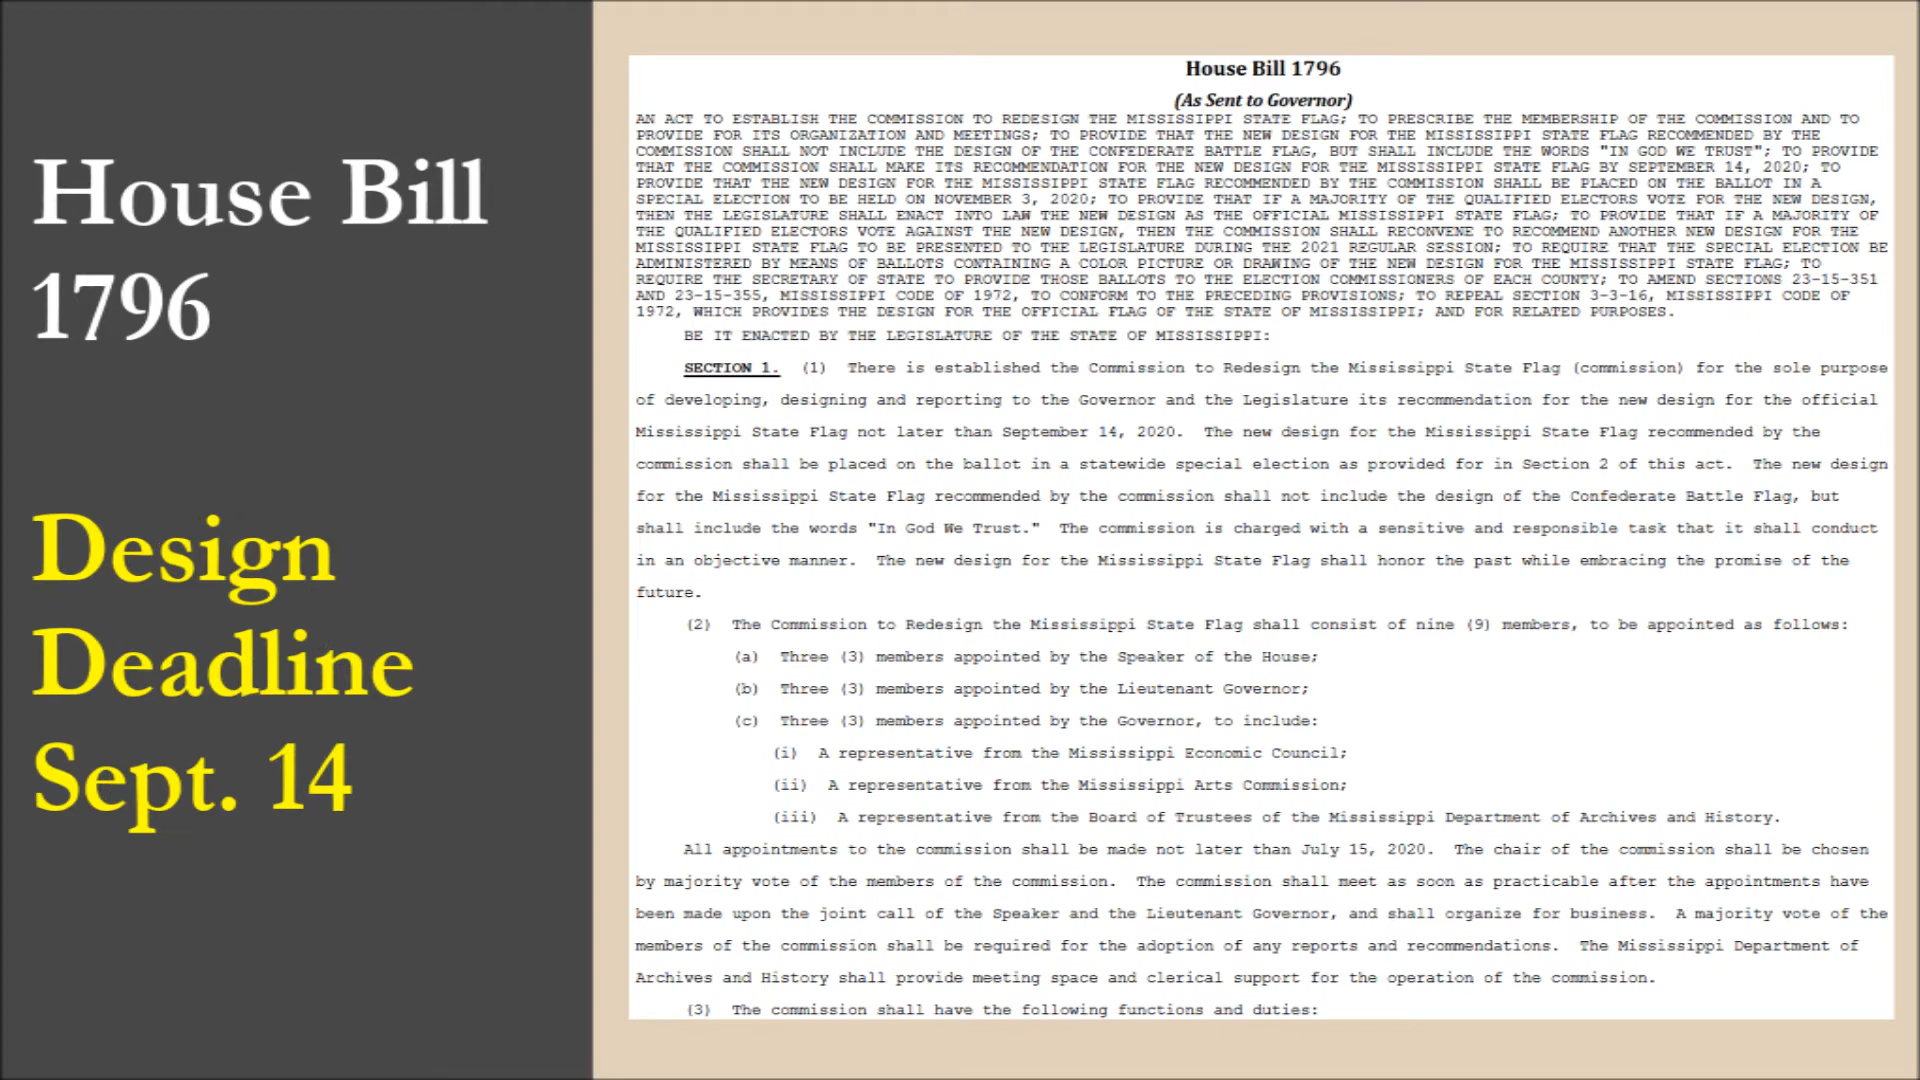 House Bill
1796
Design
Deadline
Sept. 14
House Bill 1796
(As Sent to Governor)
AN ACT TO ESTABLISH THE COMMISSION TO REDESIGN THE MISSISSIPPI STATE FLAG; TO PRESCRIBE THE MEMBERSHIP OF THE COMMISSION AND TO
PROVIDE FOR ITS ORGANIZATION AND MEETINGS; TO PROVIDE THAT THE NEW DESIGN FOR THE MISSISSIPPI STATE FLAG RECOMMENDED BY THE
COMMISSION SHALL NOT INCLUDE THE DESIGN OF THE CONFEDERATE BATTLE FLAG, BUT SHALL INCLUDE THE WORDS "IN GOD WE TRUST"; TO PROVIDE
THAT THE COMMISSION SHALL MAKE ITS RECOMMENDATION FOR THE NEW DESIGN FOR THE MISSISSIPPI STATE FLAG BY SEPTEMBER 14, 2020; TO
PROVIDE THAT THE NEW DESIGN FOR THE MISSISSIPPI STATE FLAG RECOMMENDED BY THE COMMISSION SHALL BE PLACED ON THE BALLOT IN A
SPECIAL ELECTION TO BE HELD ON NOVEMBER 3, 2020; TO PROVIDE THAT IF A MAJORITY OF THE QUALIFIED ELECTORS VOTE FOR THE NEW DESIGN,
THEN THE LEGISLATURE SHALL ENACT INTO LAW THE NEW DESIGN AS THE OFFICIAL MISSISSIPPI STATE FLAG; TO PROVIDE THAT IF A MAJORITY OF
THE QUALIFIED ELECTORS VOTE AGAINST THE NEW DESIGN, THEN THE COMMISSION SHALL RECONVENE TO RECOMMEND ANOTHER NEW DESIGN FOR THE
MISSISSIPPI STATE FLAG TO BE PRESENTED TO THE LEGISLATURE DURING THE 2021 REGULAR SESSION; TO REQUIRE THAT THE SPECIAL ELECTION BE
ADMINISTERED BY MEANS OF BALLOTS CONTAINING A COLOR PICTURE OR DRAWING OF THE NEW DESIGN FOR THE MISSISSIPPI STATE FLAG; TO
REQUIRE THE SECRETARY OF STATE TO PROVIDE THOSE BALLOTS TO THE ELECTION COMMISSIONERS OF EACH COUNTY; TO AMEND SECTIONS 23-15-351
AND 23-15-355, MISSISSIPPI CODE OF 1972, TO CONFORM TO THE PRECEDING PROVISIONS; TO REPEAL SECTION 3-3-16, MISSISSIPPI CODE OF
1972, WHICH PROVIDES THE DESIGN FOR THE OFFICIAL FLAG OF THE STATE OF MISSISSIPPI; AND FOR RELATED PURPOSES.
BE IT ENACTED BY THE LEGISLATURE OF THE STATE OF MISSISSIPPI:
SECTION 1. (1) There is established the Commission to Redesign the Mississippi State Flag (commission) for the sole purpose
of developing, designing and reporting to the Governor and the Legislature its recommendation for the new design for the official
Mississippi State Flag not later than September 14, 2020. The new design for the Mississippi State Flag recommended by the
commission shall be placed on the ballot in a statewide special election as provided for in Section 2 of this act. The new design
for the Mississippi State Flag recommended by the commission shall not include the design of the Confederate Battle Flag, but
shall include the words "In God We Trust." The commission is charged with a sensitive and responsible task that it shall conduct
in an objective manner. The new design for the Mississippi State Flag shall honor the past while embracing the promise of the
future.
(2) The Commission to Redesign the Mississippi State Flag shall consist of nine (9) members, to be appointed as follows:
(a) Three (3) members appointed by the Speaker of the House;
(b) Three (3) members appointed by the Lieutenant Governor;
(c) Three (3) members appointed by the Governor, to include:
(i) A representative from the Mississippi Economic Council;
(ii) A representative from the Mississippi Arts Commission;
(iii) A representative from the Board of Trustees of the Mississippi Department of Archives and History.
All appointments to the commission shall be made not later than July 15, 2020. The chair of the commission shall be chosen
by majority vote of the members of the commission. The commission shall meet as soon as practicable after the appointments have
been made upon the joint call of the Speaker and the Lieutenant Governor, and shall organize for business. A majority vote of the
members of the commission shall be required for the adoption of any reports and recommendations. The Mississippi Department of
Archives and History shall provide meeting space and clerical support for the operation of the commission.
(3) The commission shall have the following functions and duties: